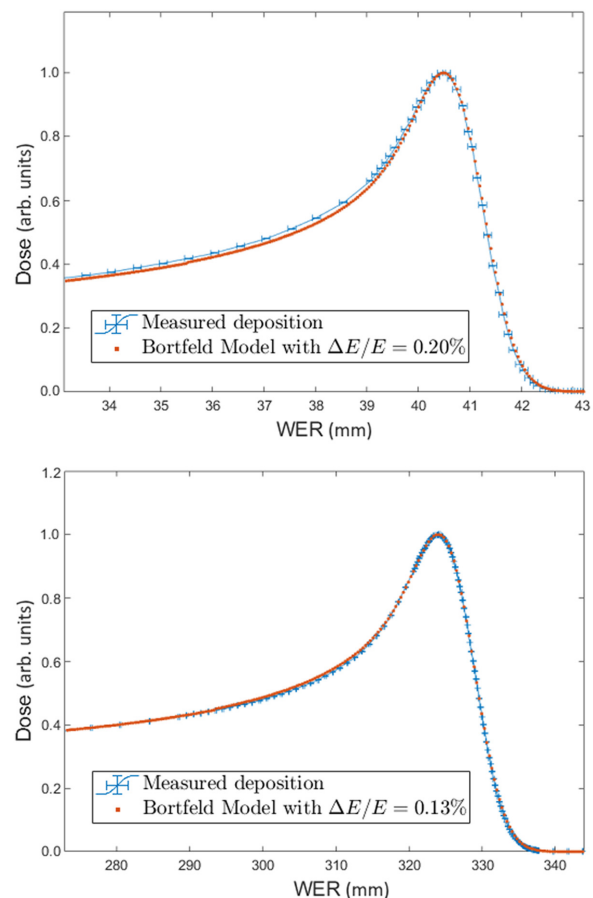 1.0
0.8
0.6
0.4
0.2
0.0
Dose (arb. units)
Measured deposition
Bortfeld Model with ΔE/E = 0.20%
34 35 36 37 38 39 40 41 42 43
WER (mm)
1.2
1.0
0.8
0.6
0.4
0.2
0.0
Dose (arb. units)
Measured deposition
Bortfeld Model with ΔE/E = 0.13%
280 290 300 310 320 330 340
WER (mm)